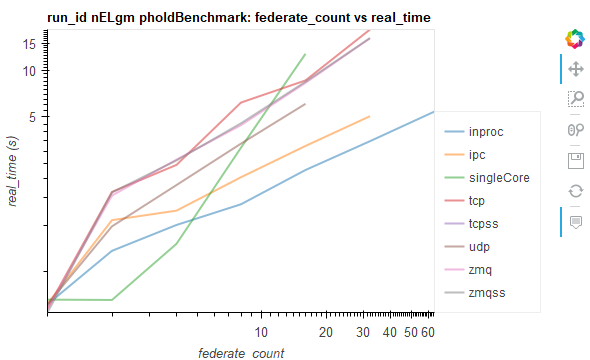 run_id nELgm pholdBenchmark: federate_count vs real_time
15
10
5
real_time (s)
inproc
ipc
singleCore
tcp
tcpss
udp
zmq
zmqss
10 20 30 40 50 60
federate_count